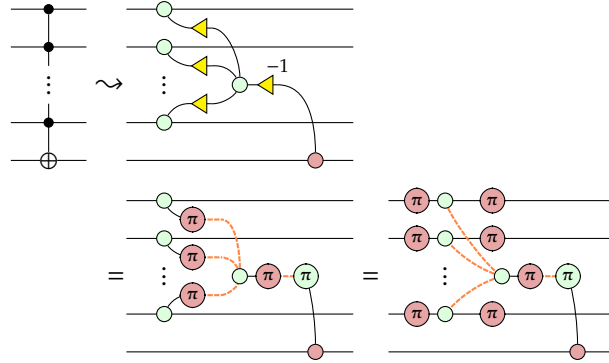 ⋮ ⤳ ⋮ −1
= π π π ⋮ π π = π π π π ⋮ π π π π